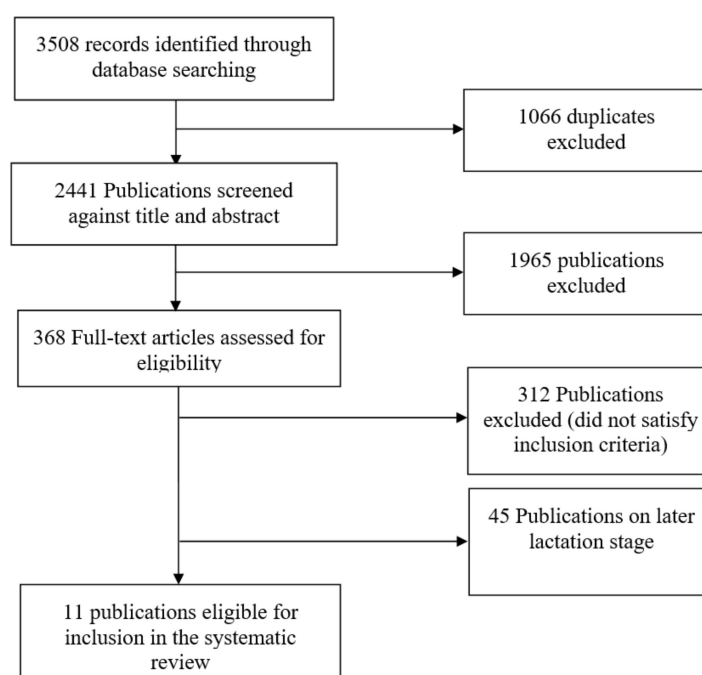 3508 records identified through
database searching
1066 duplicates
excluded
2441 Publications screened
against title and abstract
1965 publications
excluded
368 Full-text articles assessed for
eligibility
312 Publications
excluded (did not satisfy
inclusion criteria)
45 Publications on later
lactation stage
11 publications eligible for
inclusion in the systematic
review